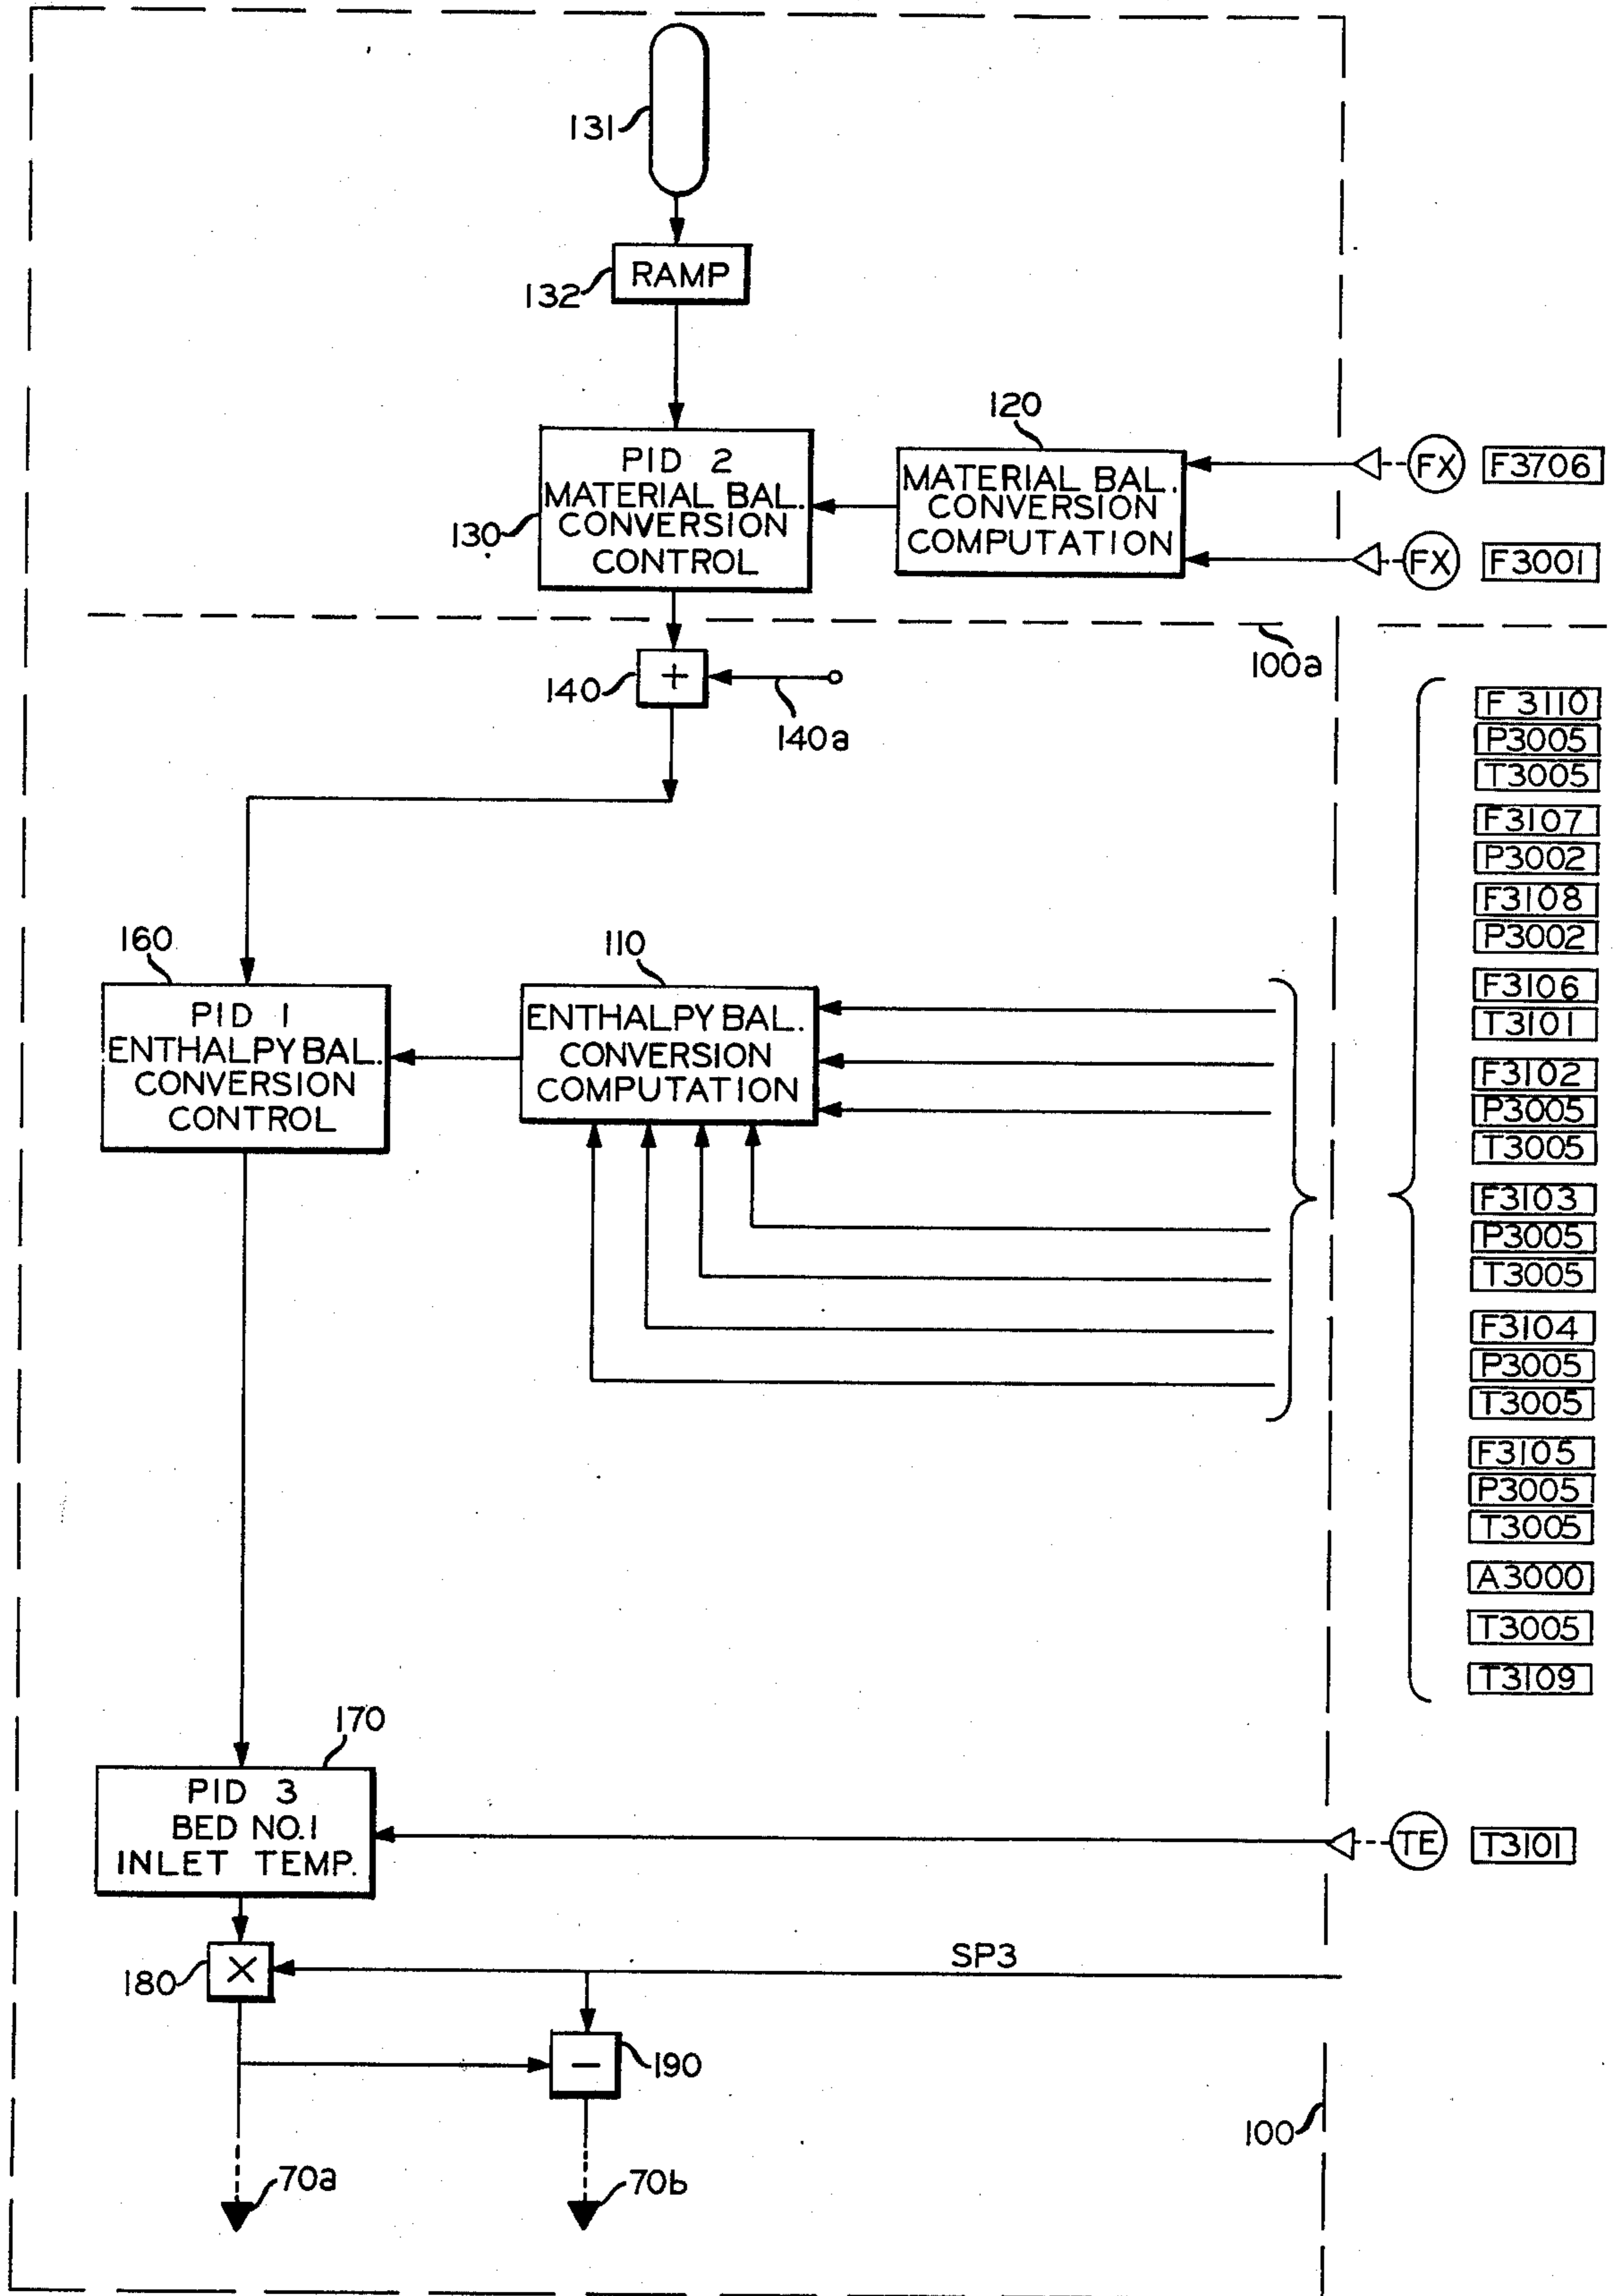 131
RAMP
132
120
PID 2
MATERIAL BAL.
CONVERSION
CONTROL
130
MATERIAL BAL.
CONVERSION
COMPUTATION
FX
F3706
FX
F3001
100a
+
140
140a
F 3110
P3005
T3005
F3107
P3002
F3108
P3002
F3106
T3101
F3102
P3005
T3005
F3103
P3005
T3005
F3104
P3005
T3005
F3105
P3005
T3005
A3000
T3005
T3109
160
PID 1
ENTHALPY BAL.
CONVERSION
CONTROL
110
ENTHALPY BAL.
CONVERSION
COMPUTATION
170
PID 3
BED NO.1
INLET TEMP.
TE
T3101
SP3
×
180
−
190
100
70a
70b